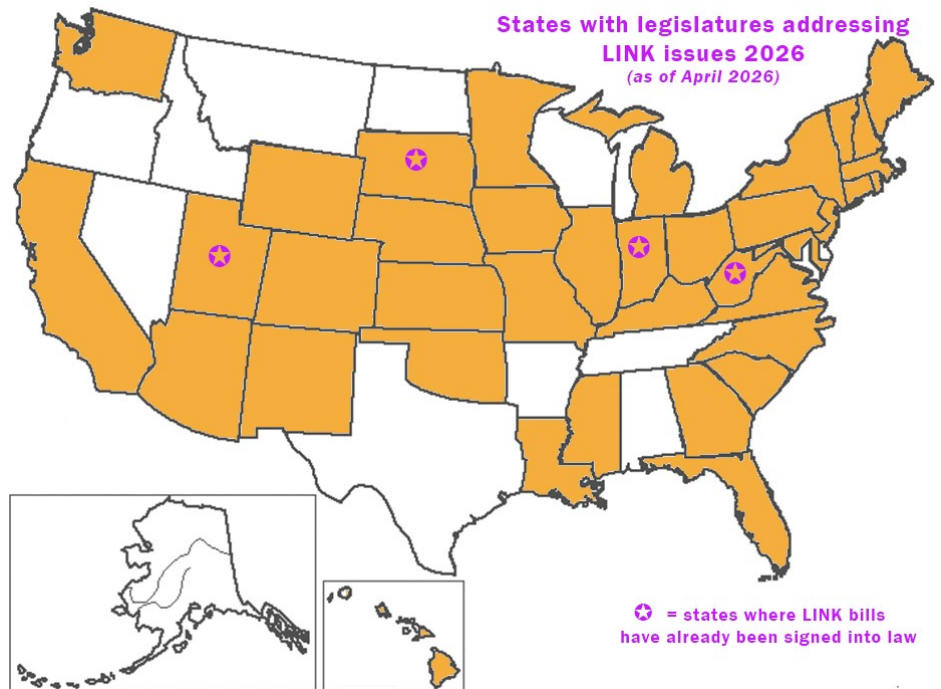 States with legislatures addressing
LINK issues 2026
(as of April 2026)
= states where LINK bills
have already been signed into law